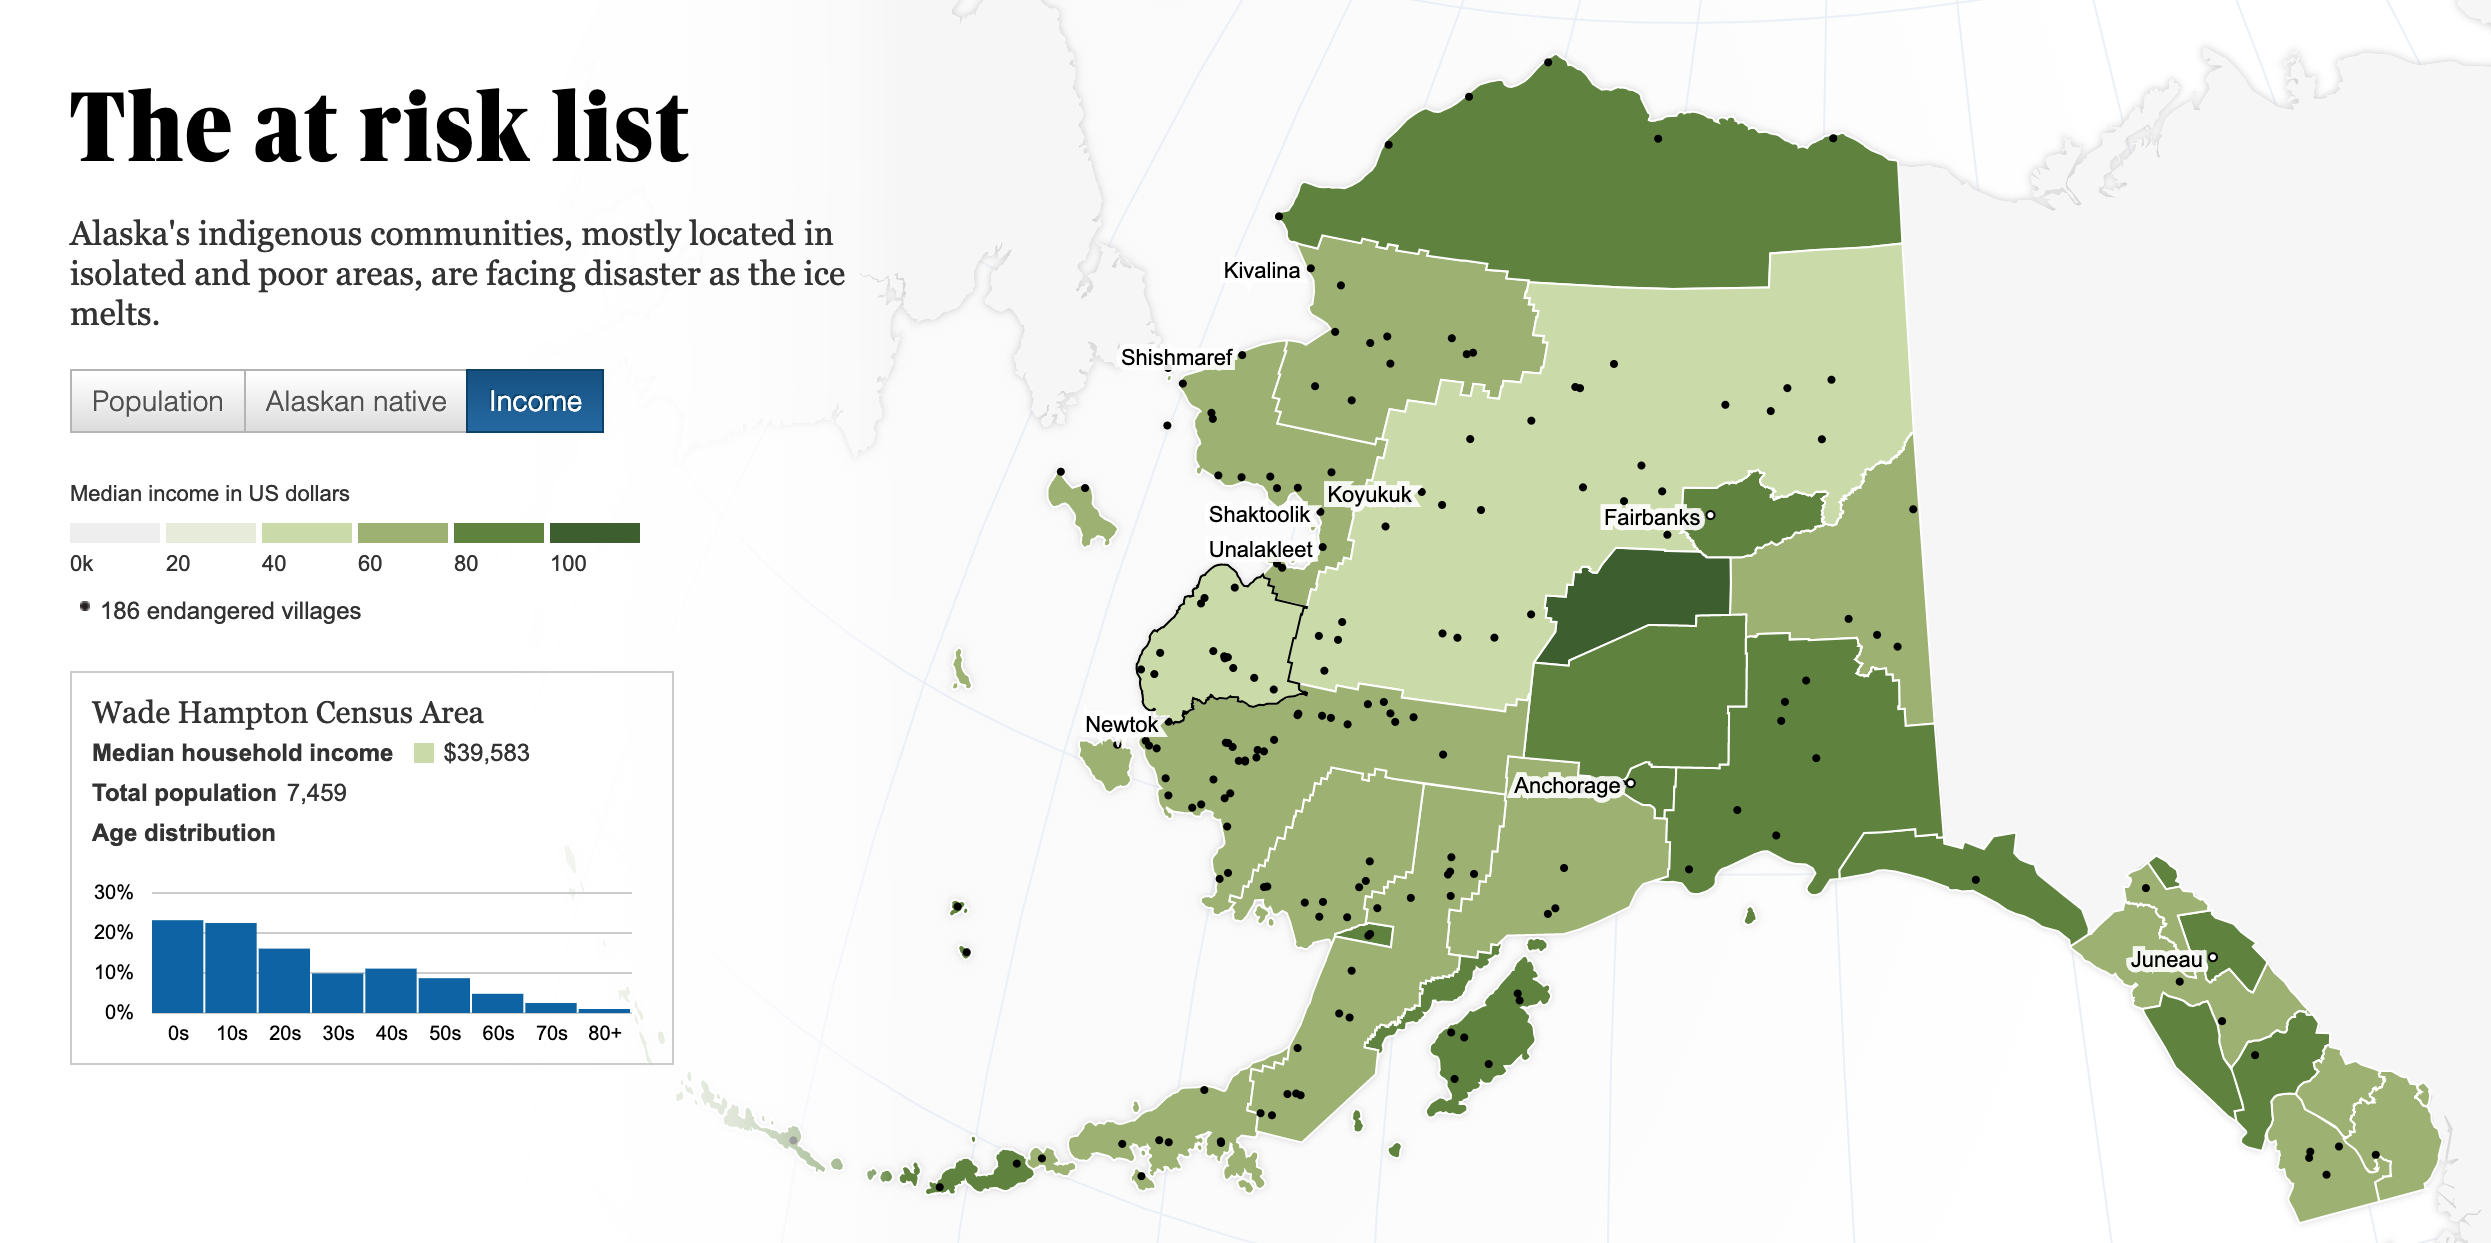 The at risk list
Alaska's indigenous communities, mostly located in
isolated and poor areas, are facing disaster as the ice
melts.
Population Alaskan native Income
Median income in US dollars
0k 20 40 60 80 100
186 endangered villages
Wade Hampton Census Area
Median household income $39,583
Total population 7,459
Age distribution
30%
20%
10%
0%
0s 10s 20s 30s 40s 50s 60s 70s 80+
Kivalina
Shishmaref
Koyukuk
Shaktoolik
Fairbanks
Unalakleet
Newtok
Anchorage
Juneau